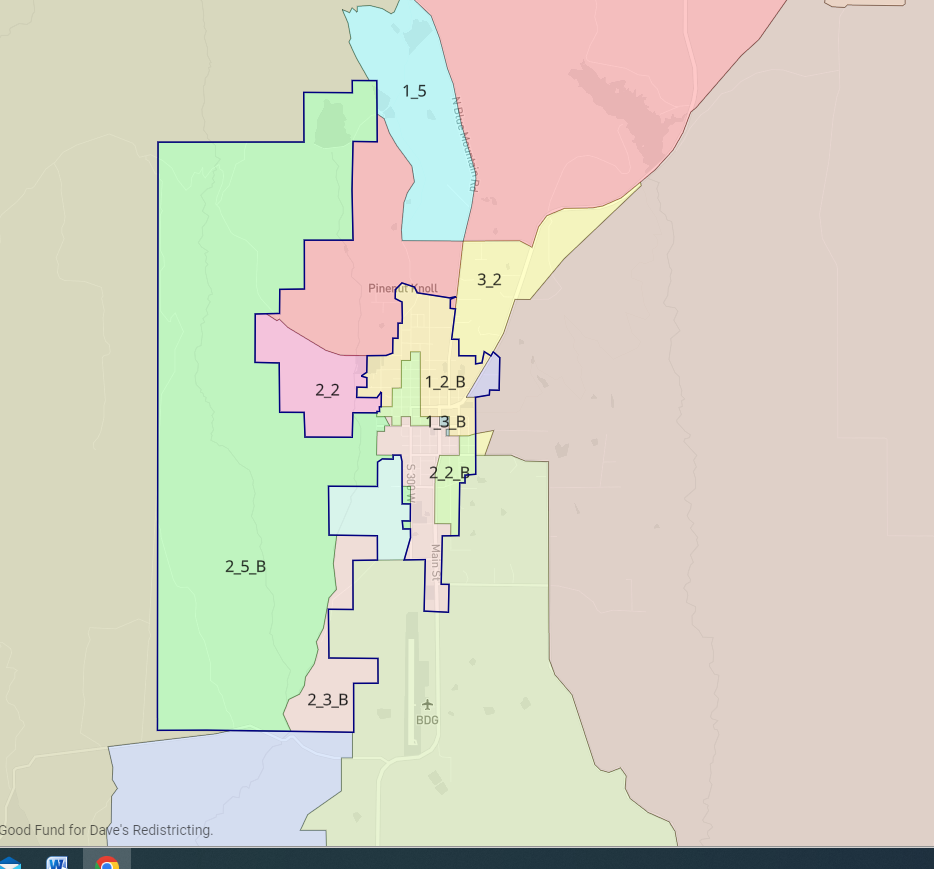 1_5
N Blue Mountain Rd
3_2
Pinenut Knoll
1_2_B
2_2
1_3_B
2_2_B
S 300 W
Main St
2_5_B
2_3_B
BDG
Good Fund for Dave's Redistricting.
W